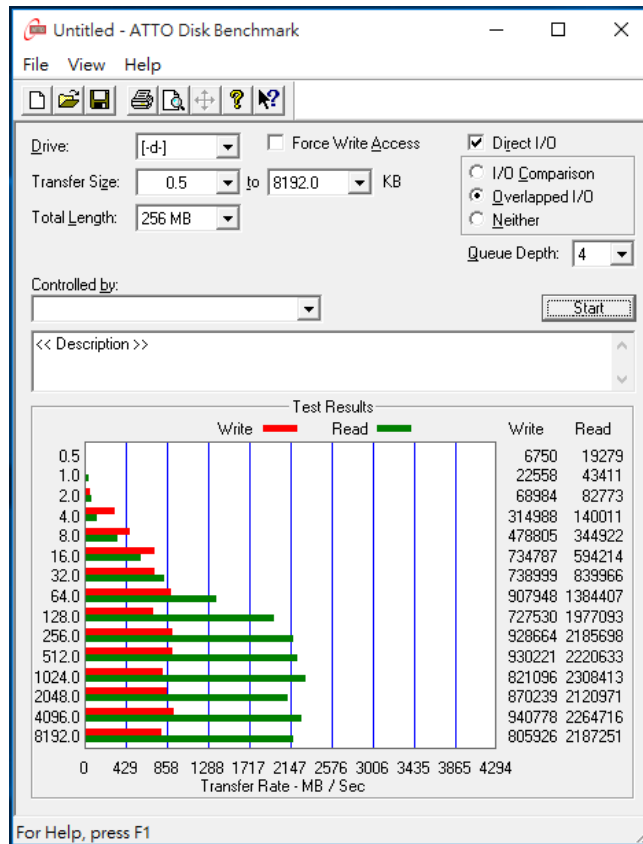 Untitled - ATTO Disk Benchmark
File View Help
Drive: [-d-] Force Write Access Direct I/O
Transfer Size: 0.5 to 8192.0 KB I/O Comparison
Overlapped I/O
Total Length: 256 MB Neither
Queue Depth: 4
Controlled by:
Start
<< Description >>
Test Results
Write Read Write Read
0.5 6750 19279
1.0 22558 43411
2.0 68984 82773
4.0 314988 140011
8.0 478805 344922
16.0 734787 594214
32.0 738999 839966
64.0 907948 1384407
128.0 727530 1977093
256.0 928664 2185698
512.0 930221 2220633
1024.0 821096 2308413
2048.0 870239 2120971
4096.0 940778 2264716
8192.0 805926 2187251
0 429 858 1288 1717 2147 2576 3006 3435 3865 4294
Transfer Rate - MB / Sec
For Help, press F1